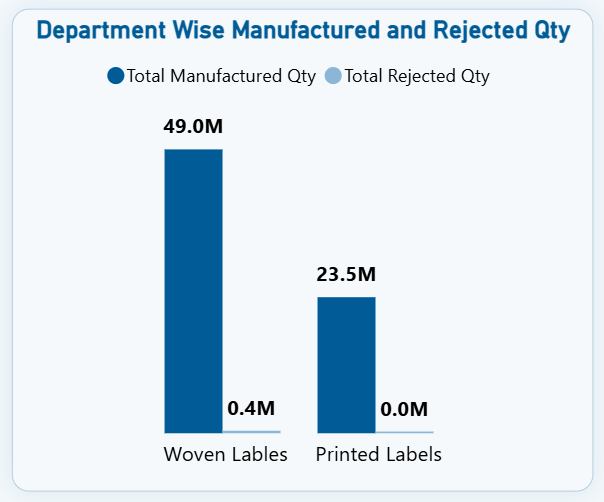 Department Wise Manufactured and Rejected Qty
Total Manufactured Qty Total Rejected Qty
49.0M
23.5M
0.4M
0.0M
Woven Lables Printed Labels